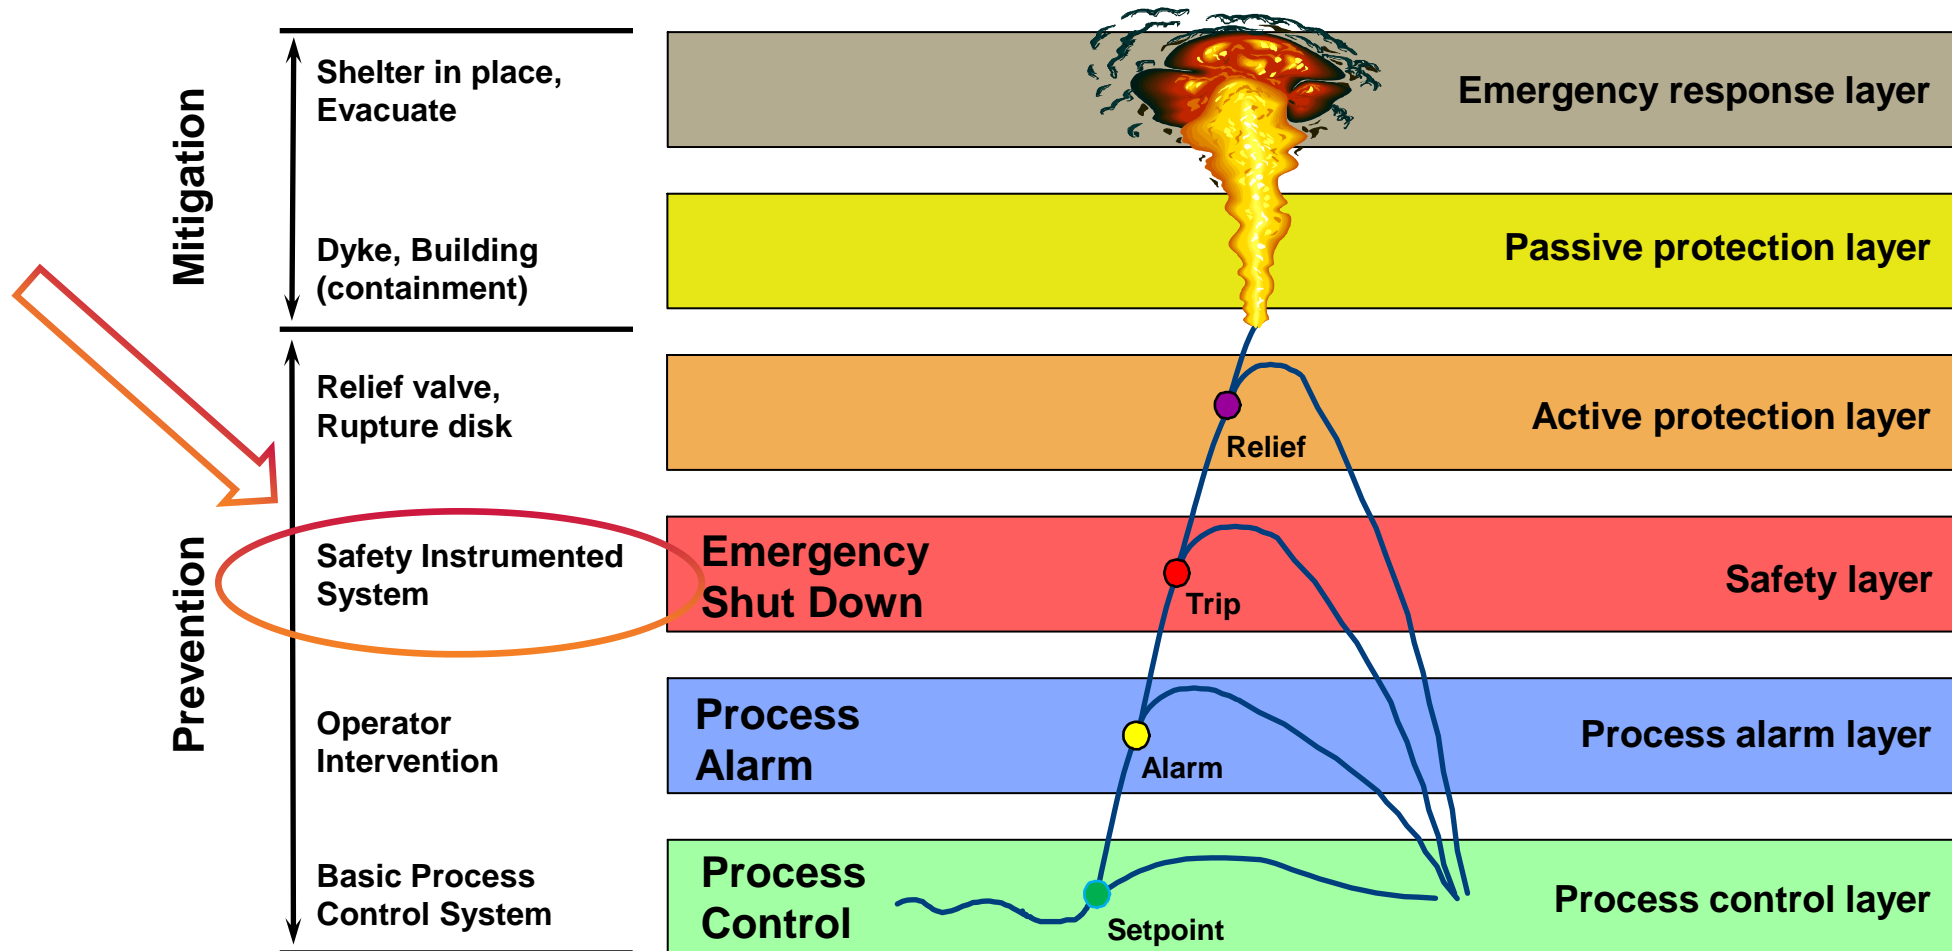 Mitigation
Shelter in place,
Evacuate
Emergency response layer
Dyke, Building
(containment)
Passive protection layer
Prevention
Relief valve,
Rupture disk
Relief
Active protection layer
Safety Instrumented
System
Emergency
Shut Down
Trip
Safety layer
Operator
Intervention
Process
Alarm
Alarm
Process alarm layer
Basic Process
Control System
Process
Control
Setpoint
Process control layer